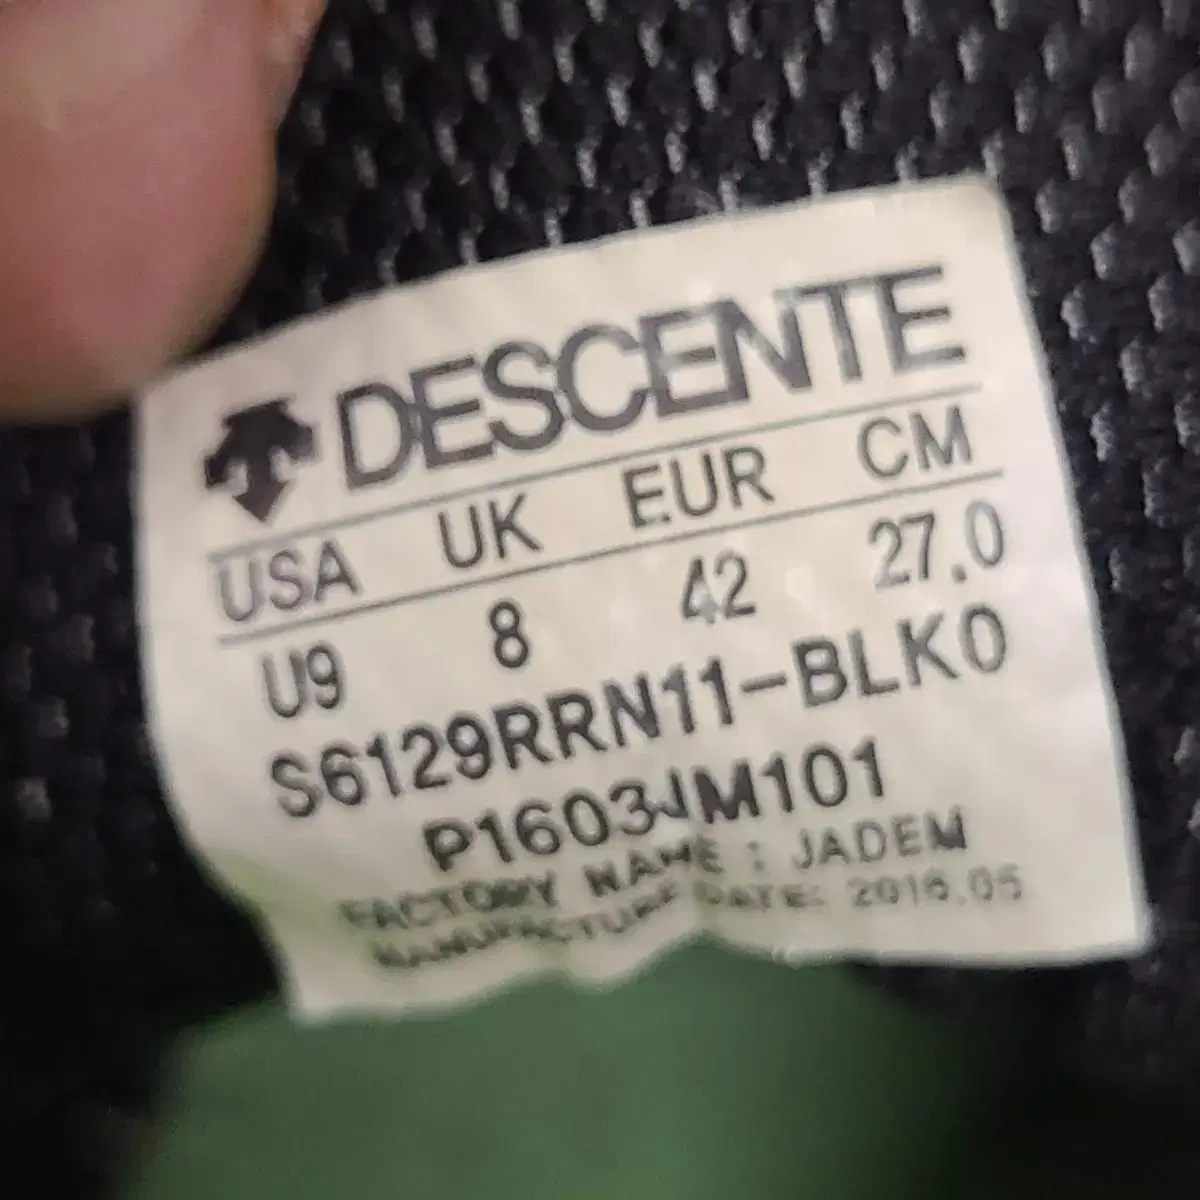 DESCENTE
USA UK EUR CM
U9 8 42 27.0
S6129RRN11-BLK0
P1603JM101
FACTORY NAME : JADEM
MANUFACTURE DATE: 2016.05